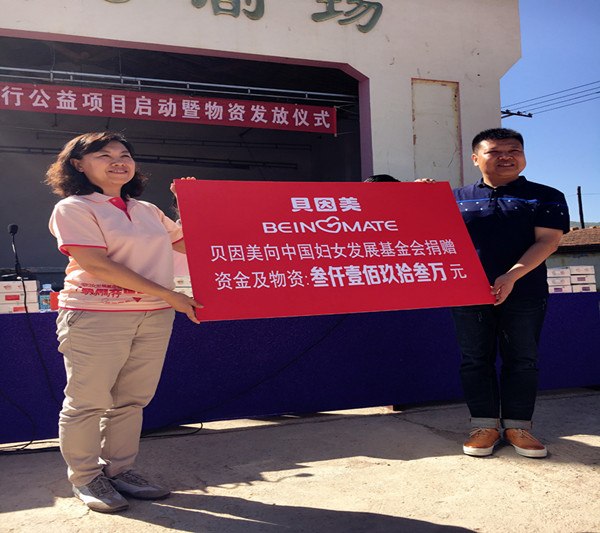 剧场
行公益项目启动暨物资发放仪式
贝因美
BEINGMATE
贝因美向中国妇女发展基金会捐赠
资金及物资:叁仟壹佰玖拾叁万元